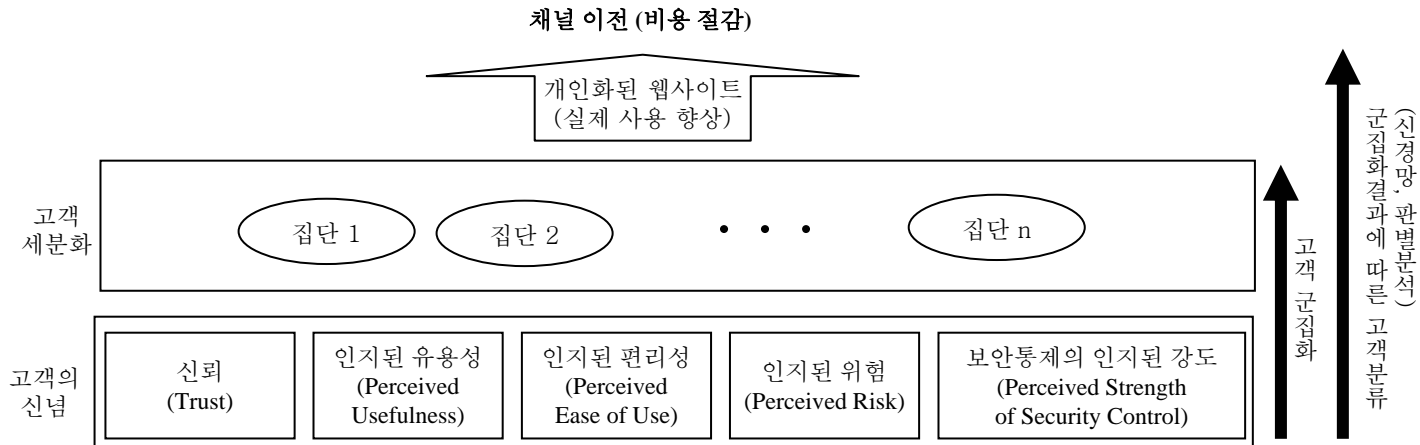 채널 이전 (비용 절감)
개인화된 웹사이트
(실제 사용 향상)
고객
세분화
집단 1
집단 2
• • •
집단 n
고객의
신념
신뢰
(Trust)
인지된 유용성
(Perceived
Usefulness)
인지된 편리성
(Perceived
Ease of Use)
인지된 위험
(Perceived Risk)
보안통제의 인지된 강도
(Perceived Strength
of Security Control)
고객 군집화
군집화결과에 따른 고객분류
(신경망, 판별분석)